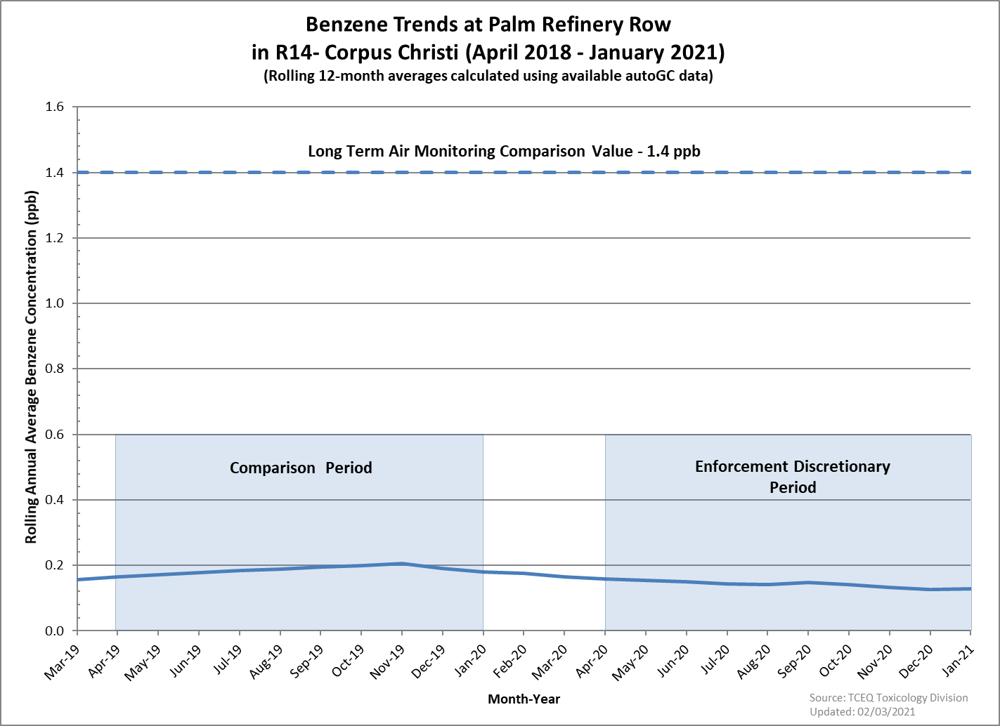 Benzene Trends at Palm Refinery Row
in R14- Corpus Christi (April 2018 - January 2021)
(Rolling 12-month averages calculated using available autoGC data)
Rolling Annual Average Benzene Concentration (ppb)
1.6
1.4
1.2
1.0
0.8
0.6
0.4
0.2
0.0
Long Term Air Monitoring Comparison Value - 1.4 ppb
Comparison Period
Enforcement Discretionary
Period
Mar-19
Apr-19
May-19
Jun-19
Jul-19
Aug-19
Sep-19
Oct-19
Nov-19
Dec-19
Jan-20
Feb-20
Mar-20
Apr-20
May-20
Jun-20
Jul-20
Aug-20
Sep-20
Oct-20
Nov-20
Dec-20
Jan-21
Month-Year
Source: TCEQ Toxicology Division
Updated: 02/03/2021